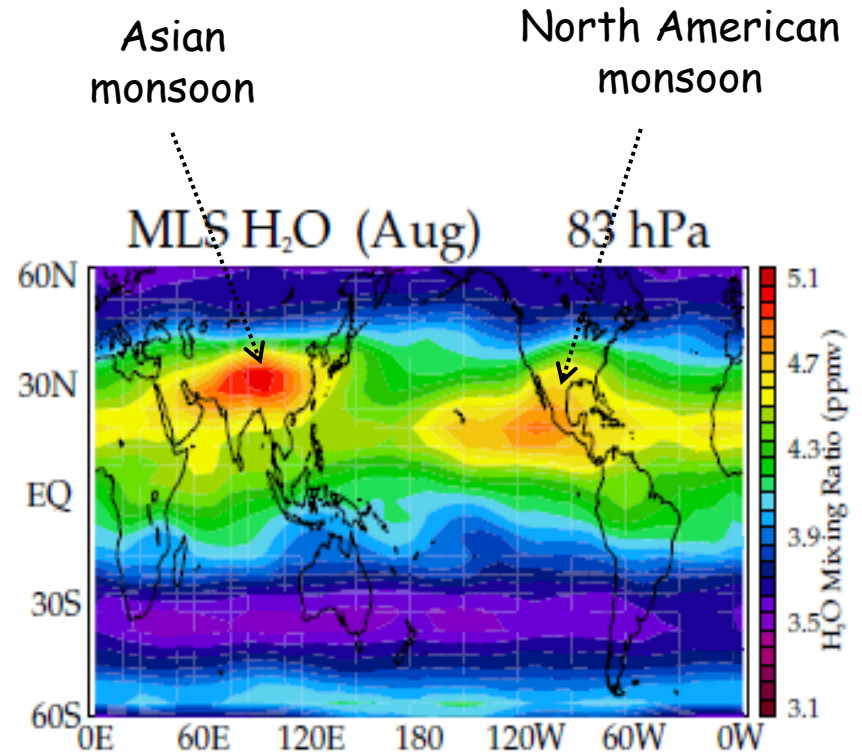 Asian
monsoon
North American
monsoon
MLS H₂O (Aug) 83 hPa
60N
30N
EQ
30S
60S
0E 60E 120E 180 120W 60W 0W
5.1
4.7
4.3
3.9
3.5
3.1
H₂O Mixing Ratio (ppmv)